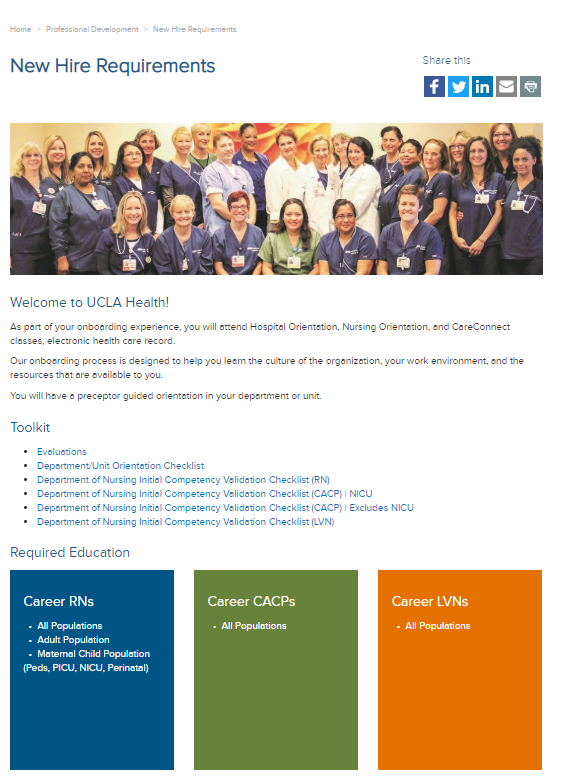 Home > Professional Development > New Hire Requirements
New Hire Requirements
Share this
Welcome to UCLA Health!
As part of your onboarding experience, you will attend Hospital Orientation, Nursing Orientation, and CareConnect
classes, electronic health care record.
Our onboarding process is designed to help you learn the culture of the organization, your work environment, and the
resources that are available to you.
You will have a preceptor guided orientation in your department or unit.
Toolkit
• Evaluations
• Department/Unit Orientation Checklist
• Department of Nursing Initial Competency Validation Checklist (RN)
• Department of Nursing Initial Competency Validation Checklist (CACP) | NICU
• Department of Nursing Initial Competency Validation Checklist (CACP) | Excludes NICU
• Department of Nursing Initial Competency Validation Checklist (LVN)
Required Education
Career RNs
• All Populations
• Adult Population
• Maternal Child Population
(Peds, PICU, NICU, Perinatal)
Career CACPs
• All Populations
Career LVNs
• All Populations